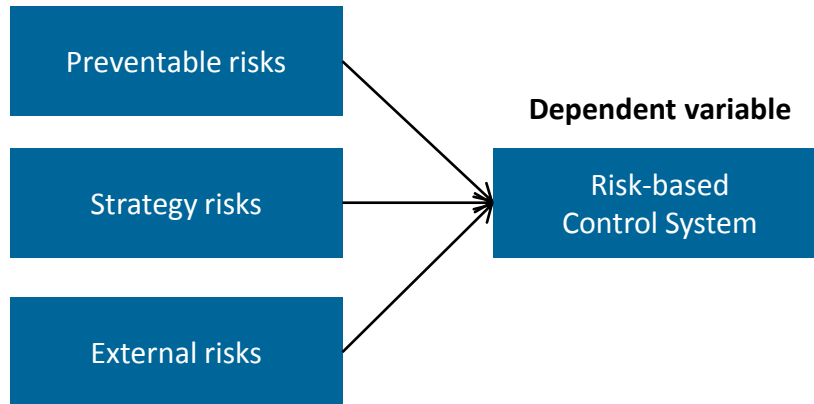 Preventable risks
Dependent variable
Strategy risks
Risk-based
Control System
External risks